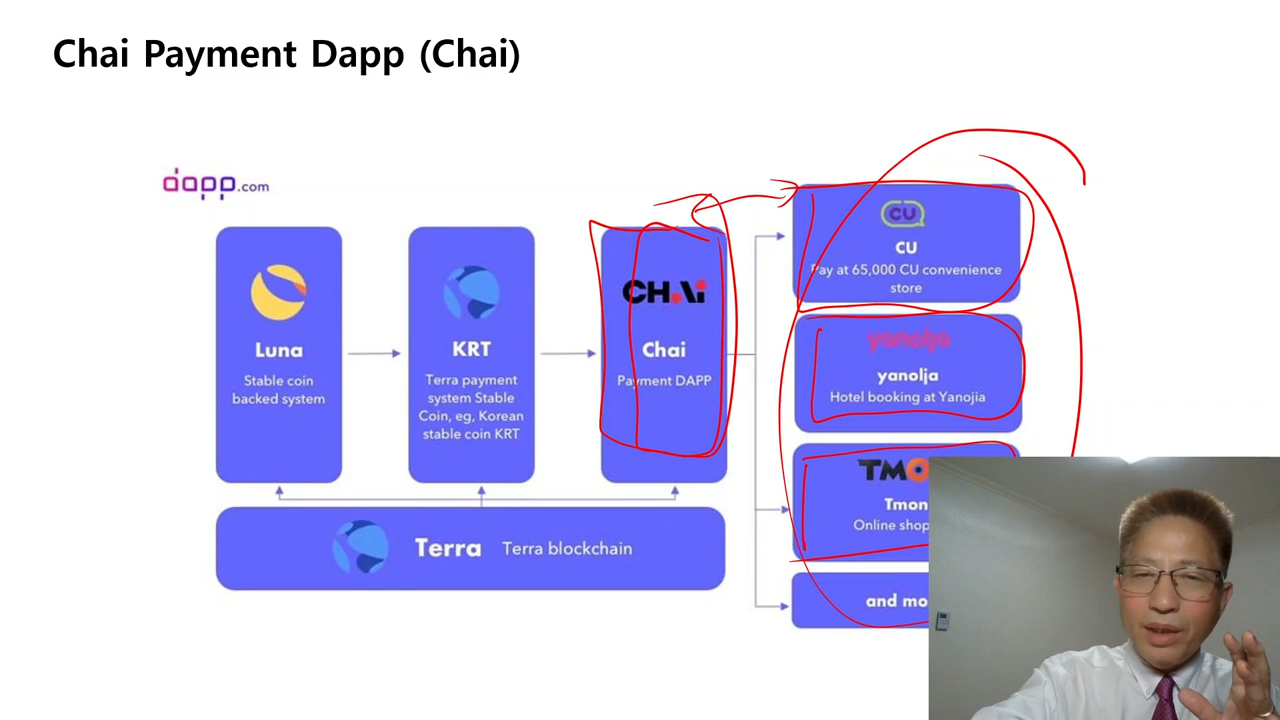 Chai Payment Dapp (Chai)
dapp.com
Luna
Stable coin
backed system
KRT
Terra payment
system Stable
Coin, eg, Korean
stable coin KRT
CHAi
Chai
Payment DAPP
CU
CU
Pay at 65,000 CU convenience
store
yanolja
yanolja
Hotel booking at Yanojia
TMO
Tmon
Online shop
and mo
Terra
Terra blockchain